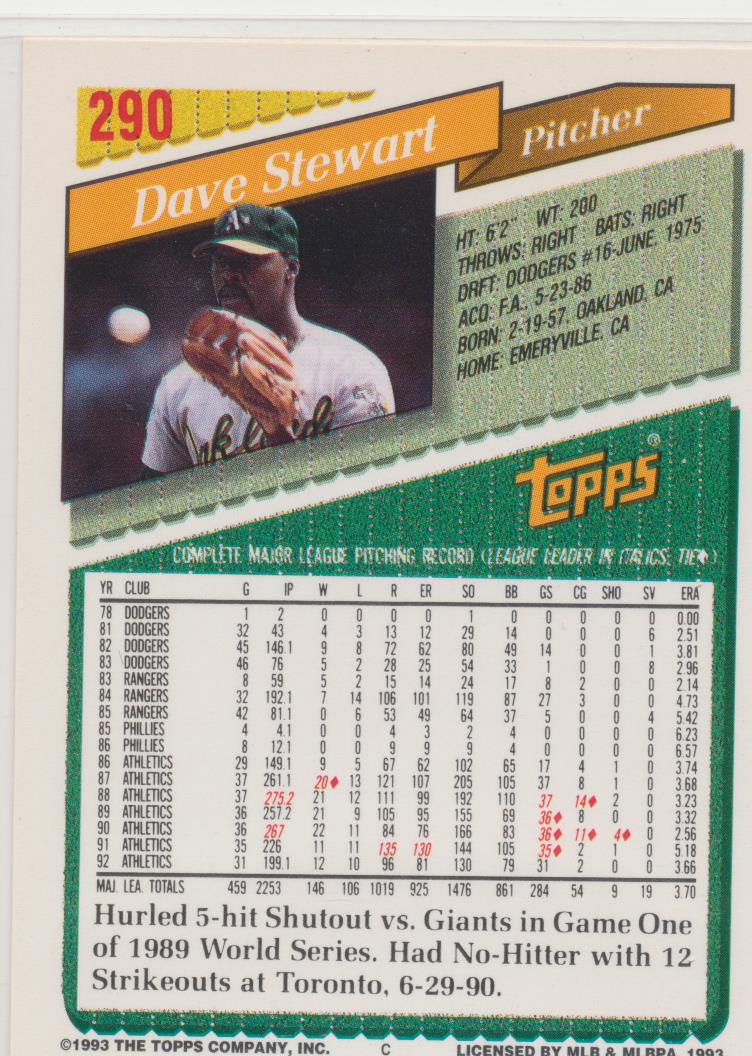 290
Dave Stewart
Pitcher
A's
HT: 6'2" WT: 200
THROWS: RIGHT BATS: RIGHT
DRFT: DODGERS #16-JUNE, 1975
ACQ: F.A., 5-23-86
BORN: 2-19-57, OAKLAND, CA
HOME: EMERYVILLE, CA
topps®
COMPLETE MAJOR LEAGUE PITCHING RECORD (LEAGUE LEADER IN ITALICS, TIE♦)
YR CLUB G IP W L R ER SO BB GS CG SHO SV ERA
78 DODGERS 1 2 0 0 0 0 1 0 0 0 0 0 0.00
81 DODGERS 32 43 4 3 13 12 29 14 0 0 0 6 2.51
82 DODGERS 45 146.1 9 8 72 62 80 49 14 0 0 1 3.81
83 DODGERS 46 76 5 2 28 25 54 33 1 0 0 8 2.96
83 RANGERS 8 59 5 2 15 14 24 17 8 2 0 0 2.14
84 RANGERS 32 192.1 7 14 106 101 119 87 27 3 0 0 4.73
85 RANGERS 42 81.1 0 6 53 49 64 37 5 0 0 4 5.42
85 PHILLIES 4 4.1 0 0 4 3 2 4 0 0 0 0 6.23
86 PHILLIES 8 12.1 0 0 9 9 9 4 0 0 0 0 6.57
86 ATHLETICS 29 149.1 9 5 67 62 102 65 17 4 1 0 3.74
87 ATHLETICS 37 261.1 20♦ 13 121 107 205 105 37 8 1 0 3.68
88 ATHLETICS 37 275.2 21 12 111 99 192 110 37 14♦ 2 0 3.23
89 ATHLETICS 36 257.2 21 9 105 95 155 69 36♦ 8 0 0 3.32
90 ATHLETICS 36 267 22 11 84 76 166 83 36♦ 11♦ 4♦ 0 2.56
91 ATHLETICS 35 226 11 11 135 130 144 105 35♦ 2 1 0 5.18
92 ATHLETICS 31 199.1 12 10 96 81 130 79 31 2 0 0 3.66
MAJ. LEA. TOTALS 459 2253 146 106 1019 925 1476 861 284 54 9 19 3.70
Hurled 5-hit Shutout vs. Giants in Game One
of 1989 World Series. Had No-Hitter with 12
Strikeouts at Toronto, 6-29-90.
©1993 THE TOPPS COMPANY, INC. C LICENSED BY MLB & MLBPA, 1993